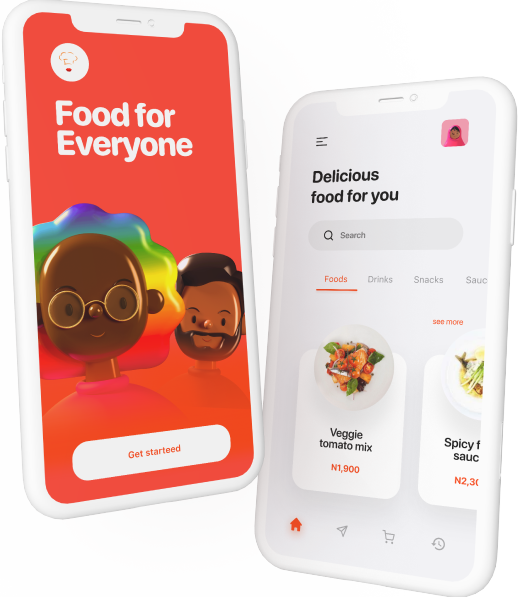 Food for
Everyone
Get starteed
Delicious
food for you
Search
Foods Drinks Snacks Sauc
see more
Veggie
tomato mix
N1,900
Spicy f
sauc
N2,30